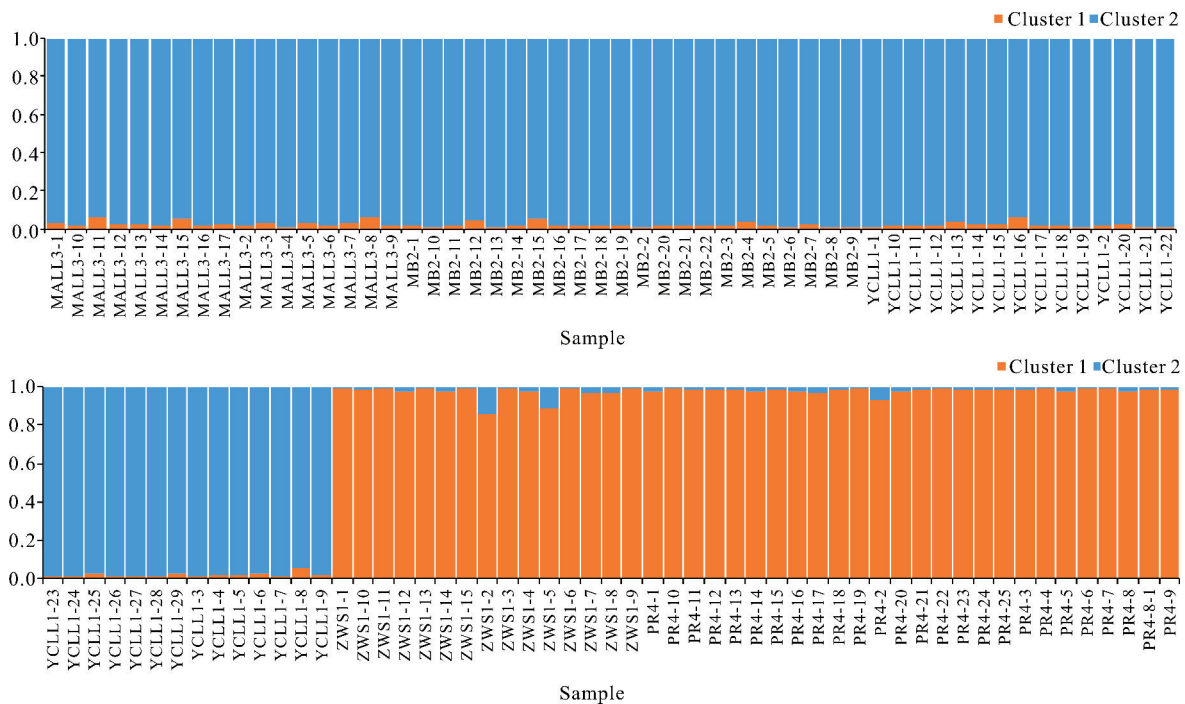 Cluster 1 Cluster 2
1.0
0.8
0.6
0.4
0.2
0.0
MALL3-1 MALL3-10 MALL3-11 MALL3-12 MALL3-13 MALL3-14 MALL3-15 MALL3-16 MALL3-17 MALL3-2 MALL3-3 MALL3-4 MALL3-5 MALL3-6 MALL3-7 MALL3-8 MALL3-9 MB2-1 MB2-10 MB2-11 MB2-12 MB2-13 MB2-14 MB2-15 MB2-16 MB2-17 MB2-18 MB2-19 MB2-2 MB2-20 MB2-21 MB2-22 MB2-3 MB2-4 MB2-5 MB2-6 MB2-7 MB2-8 MB2-9 YCLL1-1 YCLL1-10 YCLL1-11 YCLL1-12 YCLL1-13 YCLL1-14 YCLL1-15 YCLL1-16 YCLL1-17 YCLL1-18 YCLL1-19 YCLL1-2 YCLL1-20 YCLL1-21 YCLL1-22
Sample
Cluster 1 Cluster 2
1.0
0.8
0.6
0.4
0.2
0.0
YCLL1-23 YCLL1-24 YCLL1-25 YCLL1-26 YCLL1-27 YCLL1-28 YCLL1-29 YCLL1-3 YCLL1-4 YCLL1-5 YCLL1-6 YCLL1-7 YCLL1-8 YCLL1-9 ZWS1-1 ZWS1-10 ZWS1-11 ZWS1-12 ZWS1-13 ZWS1-14 ZWS1-15 ZWS1-2 ZWS1-3 ZWS1-4 ZWS1-5 ZWS1-6 ZWS1-7 ZWS1-8 ZWS1-9 PR4-1 PR4-10 PR4-11 PR4-12 PR4-13 PR4-14 PR4-15 PR4-16 PR4-17 PR4-18 PR4-19 PR4-2 PR4-20 PR4-21 PR4-22 PR4-23 PR4-24 PR4-25 PR4-3 PR4-4 PR4-5 PR4-6 PR4-7 PR4-8 PR4-8-1 PR4-9
Sample